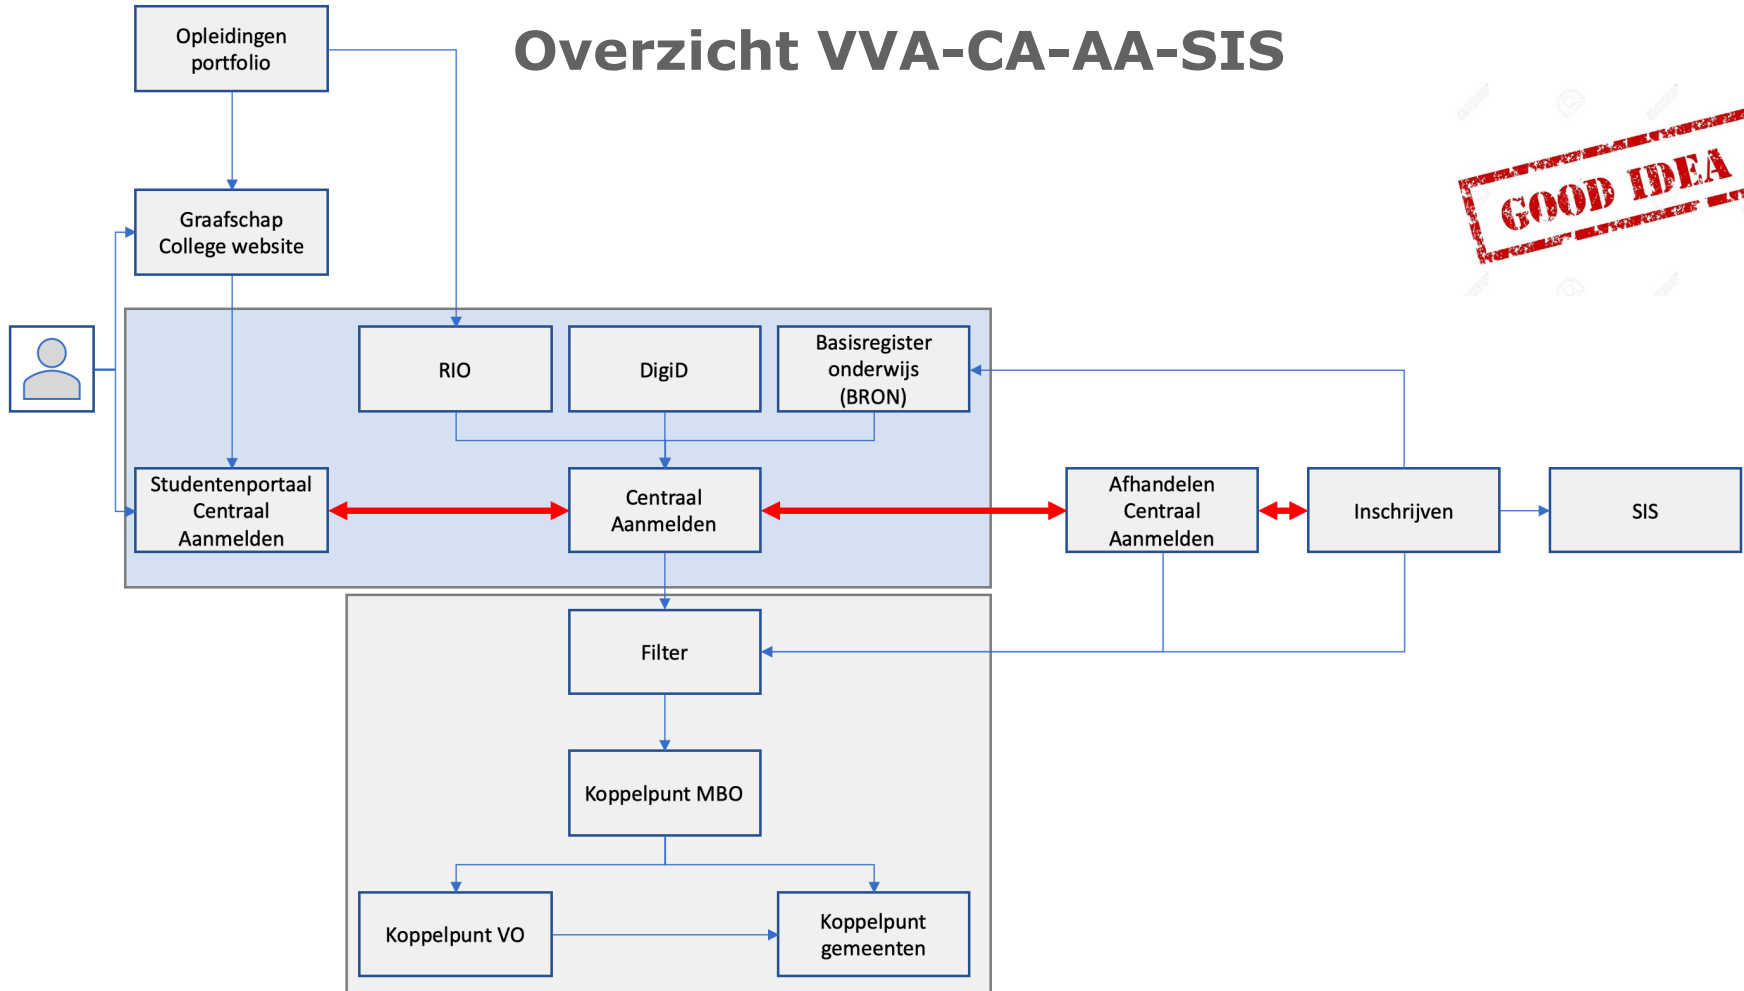 Overzicht VVA-CA-AA-SIS
Opleidingen
portfolio
GOOD IDEA
Graafschap
College website
RIO
DigiD
Basisregister
onderwijs
(BRON)
Studentenportaal
Centraal
Aanmelden
Centraal
Aanmelden
Afhandelen
Centraal
Aanmelden
Inschrijven
SIS
Filter
Koppelpunt MBO
Koppelpunt VO
Koppelpunt
gemeenten